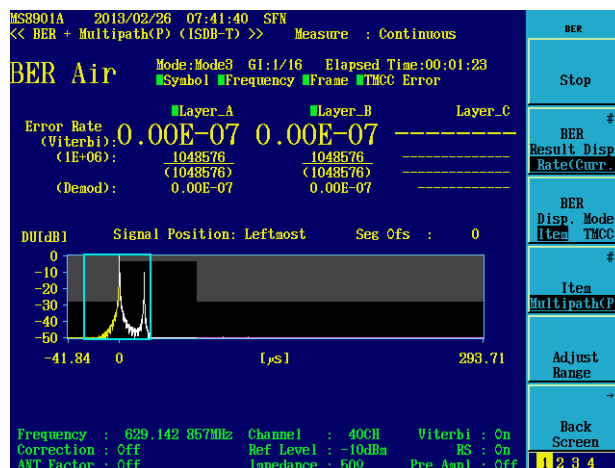 MS8901A 2013/02/26 07:41:40 SFN
<< BER + Multipath(P) (ISDB-T) >> Measure : Continuous
BER Air
Mode:Mode3 GI:1/16 Elapsed Time:00:01:23
Symbol Frequency Frame TMCC Error
Layer_A Layer_B Layer_C
Error Rate
(Viterbi): 0.00E-07 0.00E-07 ----------
(1E+06): 1048576 1048576 ----------
(1048576) (1048576) ----------
(Demod): 0.00E-07 0.00E-07 ----------
DU[dB] Signal Position: Leftmost Seg Ofs : 0
0
-10
-20
-30
-40
-50
-41.84 0 [μs] 293.71
Frequency : 629.142 857MHz Channel : 40CH Viterbi : On
Correction : Off Ref Level : -10dBm RS : On
ANT Factor : Off Impedance : 50Ω Pre Ampl : Off
BER
Stop
#
BER
Result Disp
Rate(Curr.
BER
Disp. Mode
Item TMCC
#
Item
Multipath(P
Adjust
Range
→
Back
Screen
1 2 3 4